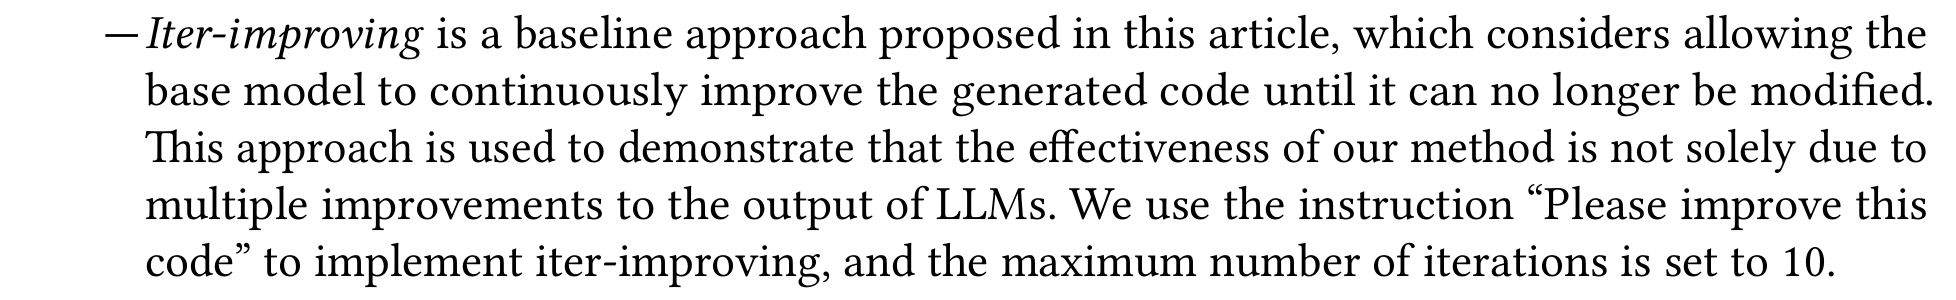 —Iter-improving is a baseline approach proposed in this article, which considers allowing the
base model to continuously improve the generated code until it can no longer be modified.
This approach is used to demonstrate that the effectiveness of our method is not solely due to
multiple improvements to the output of LLMs. We use the instruction “Please improve this
code” to implement iter-improving, and the maximum number of iterations is set to 10.